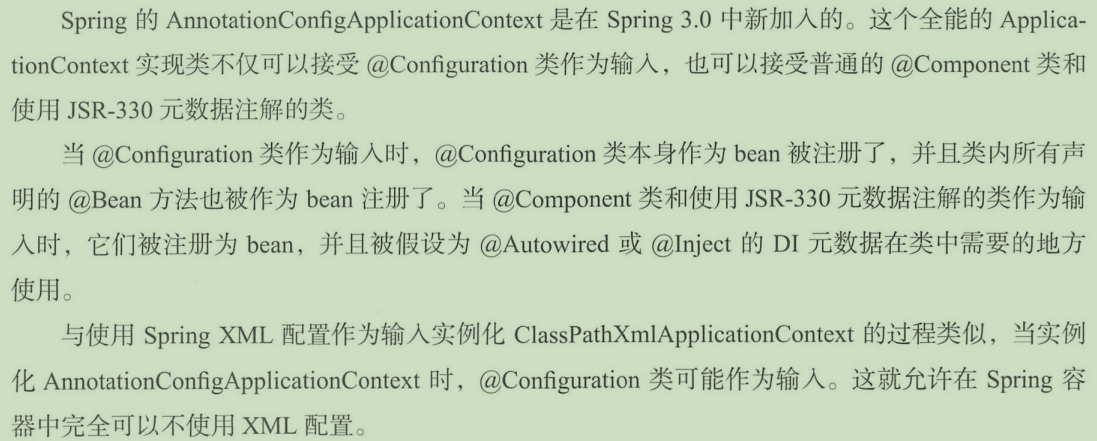 Spring 的 AnnotationConfigApplicationContext 是在 Spring 3.0 中新加入的。这个全能的 Applica-
tionContext 实现类不仅可以接受 @Configuration 类作为输入，也可以接受普通的 @Component 类和
使用 JSR-330 元数据注解的类。
当 @Configuration 类作为输入时，@Configuration 类本身作为 bean 被注册了，并且类内所有声
明的 @Bean 方法也被作为 bean 注册了。当 @Component 类和使用 JSR-330 元数据注解的类作为输
入时，它们被注册为 bean，并且被假设为 @Autowired 或 @Inject 的 DI 元数据在类中需要的地方
使用。
与使用 Spring XML 配置作为输入实例化 ClassPathXmlApplicationContext 的过程类似，当实例
化 AnnotationConfigApplicationContext 时，@Configuration 类可能作为输入。这就允许在 Spring 容
器中完全可以不使用 XML 配置。